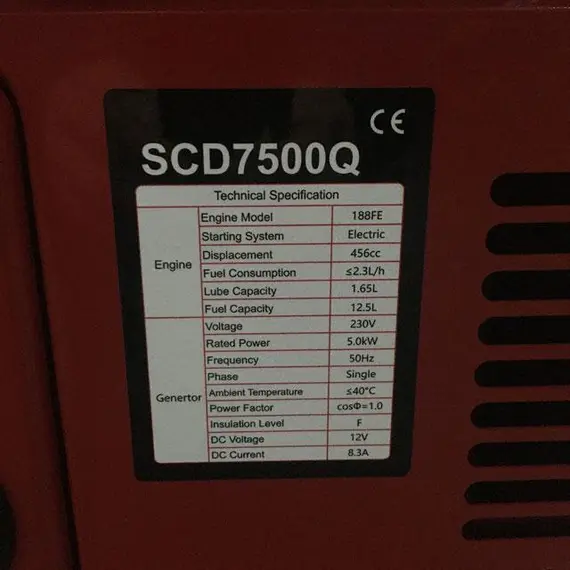 CE
SCD7500Q
Technical Specification
Engine
Engine Model 188FE
Starting System Electric
Displacement 456cc
Fuel Consumption ≤2.3L/h
Lube Capacity 1.65L
Fuel Capacity 12.5L
Genertor
Voltage 230V
Rated Power 5.0kW
Frequency 50Hz
Phase Single
Ambient Temperature ≤40°C
Power Factor cosΦ=1.0
Insulation Level F
DC Voltage 12V
DC Current 8.3A